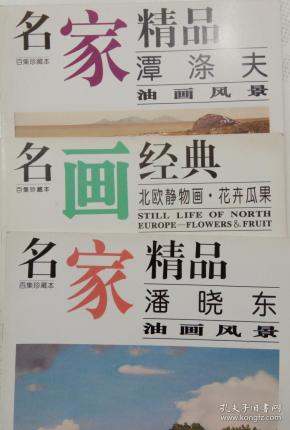 名家精品
百集珍藏本
潭涤夫
油画风景
名画经典
百集珍藏本
北欧静物画·花卉瓜果
STILL LIFE OF NORTH
EUROPE—FLOWERS & FRUIT
名家精品
百集珍藏本
潘晓东
油画风景
孔夫子旧书网